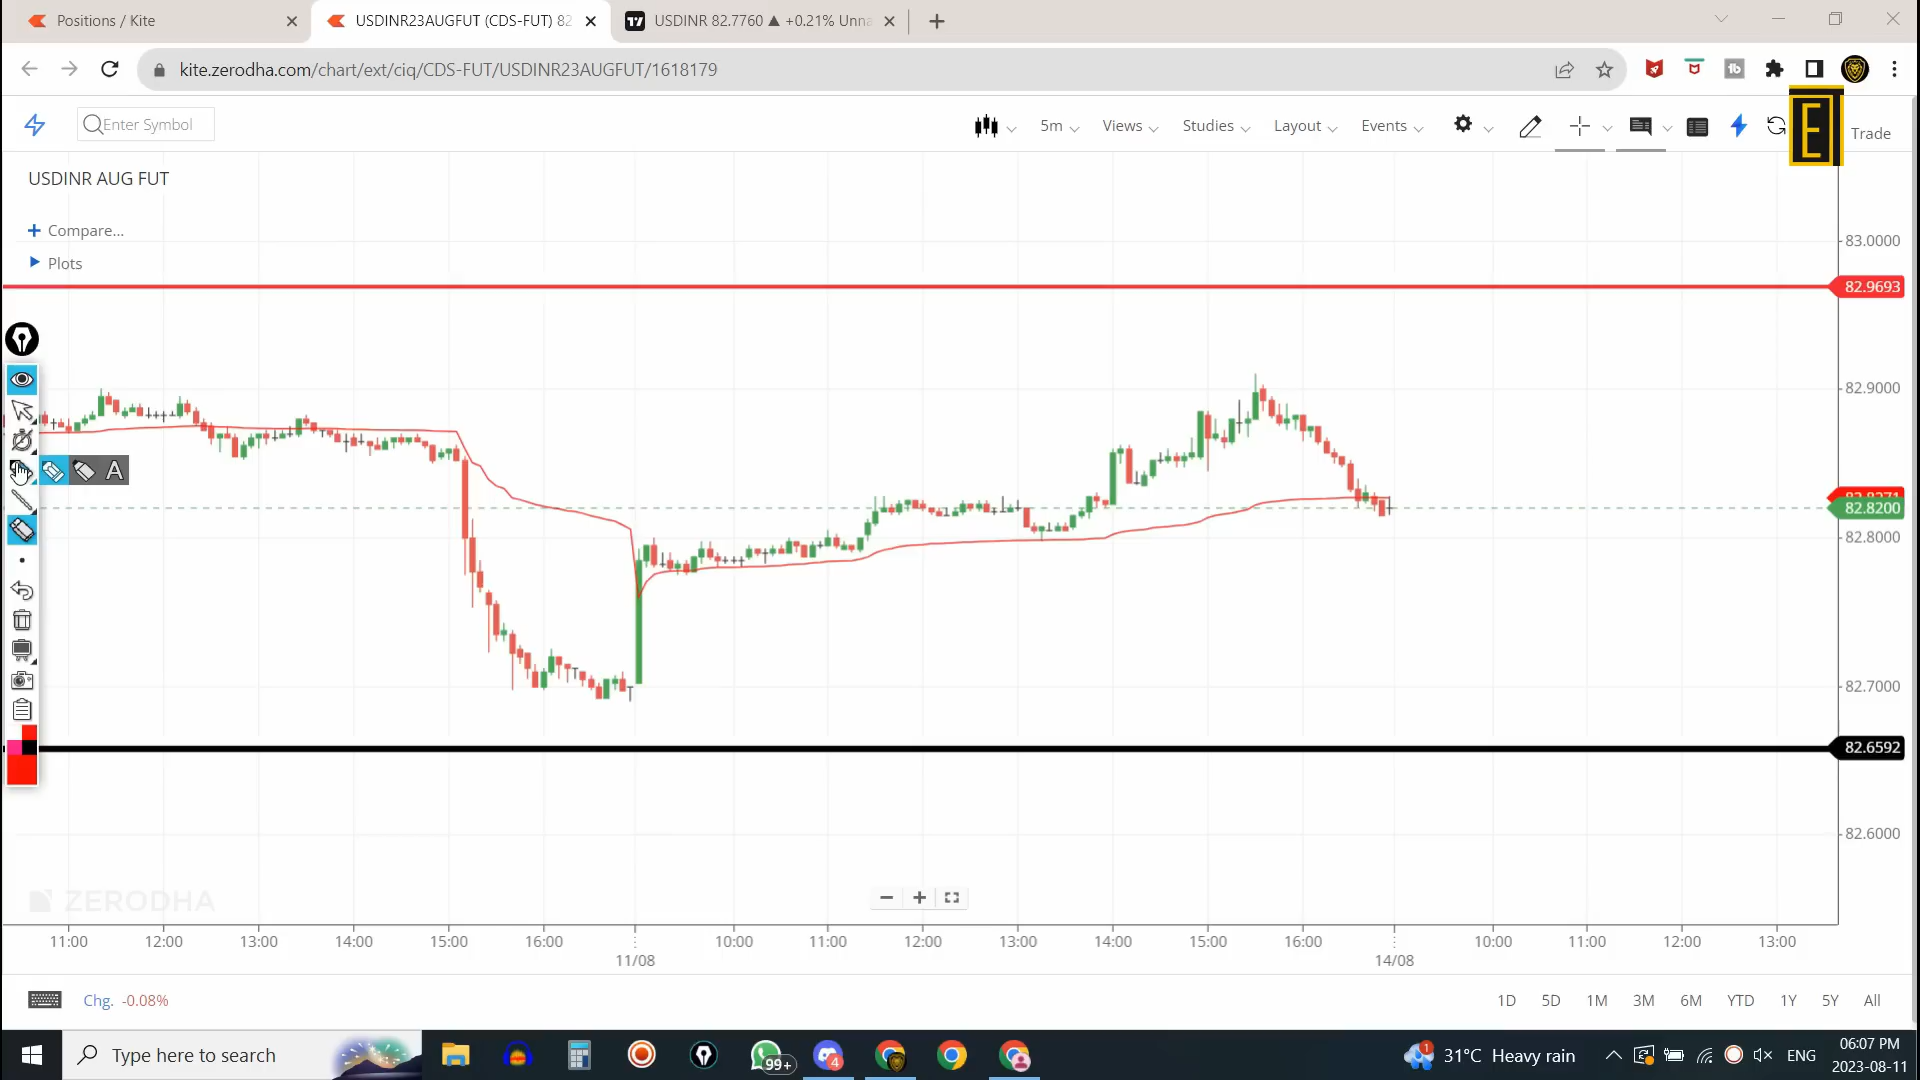 Positions / Kite
USDINR23AUGFUT (CDS-FUT) 82
USDINR 82.7760 ▲ +0.21% Unna
kite.zerodha.com/chart/ext/ciq/CDS-FUT/USDINR23AUGFUT/1618179
Enter Symbol
5m
Views
Studies
Layout
Events
E
Trade
USDINR AUG FUT
Compare...
Plots
83.0000
82.9693
82.9000
82.8271
82.8200
82.8000
82.7000
82.6592
82.6000
A
ZERODHA
11:00 12:00 13:00 14:00 15:00 16:00 10:00 11:00 12:00 13:00 14:00 15:00 16:00 10:00 11:00 12:00 13:00
11/08 14/08
Chg. -0.08%
1D 5D 1M 3M 6M YTD 1Y 5Y All
Type here to search
99+
4
1
31°C Heavy rain
ENG
06:07 PM
2023-08-11